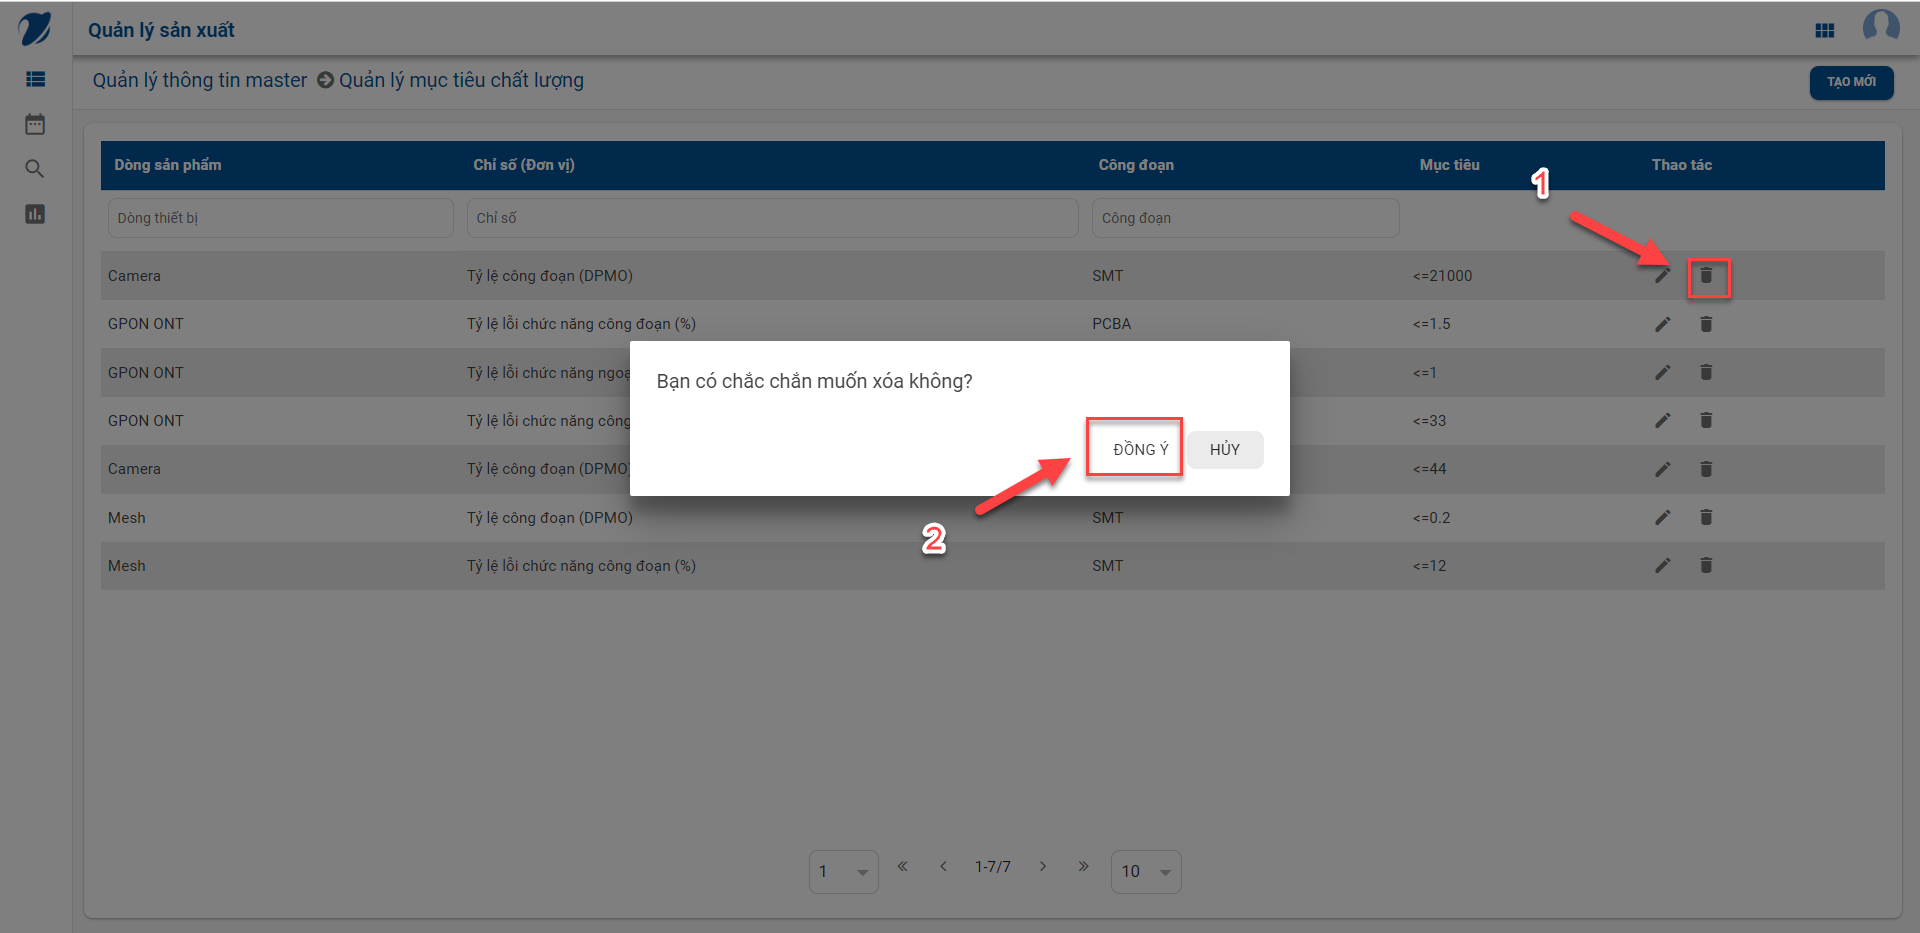 Quản lý sản xuất
Quản lý thông tin master Quản lý mục tiêu chất lượng
TẠO MỚI
Dòng sản phẩm Chỉ số (Đơn vị) Công đoạn Mục tiêu Thao tác
1
Dòng thiết bị Chỉ số Công đoạn
Camera Tỷ lệ công đoạn (DPMO) SMT <=21000
GPON ONT Tỷ lệ lỗi chức năng công đoạn (%) PCBA <=1.5
GPON ONT Tỷ lệ lỗi chức năng <=1
Bạn có chắc chắn muốn xóa không?
GPON ONT Tỷ lệ lỗi chức năng <=33
ĐỒNG Ý HỦY
Camera Tỷ lệ công đoạn (DPMO) <=44
Mesh Tỷ lệ công đoạn (DPMO) SMT <=0.2
2
Mesh Tỷ lệ lỗi chức năng công đoạn (%) SMT <=12
1 « < 1-7/7 > » 10